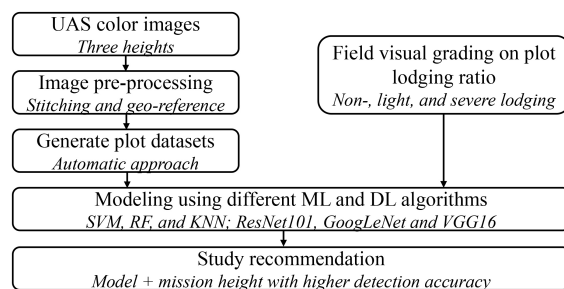 UAS color images
Three heights
Image pre-processing
Stitching and geo-reference
Generate plot datasets
Automatic approach
Field visual grading on plot
lodging ratio
Non-, light, and severe lodging
Modeling using different ML and DL algorithms
SVM, RF, and KNN; ResNet101, GoogLeNet and VGG16
Study recommendation
Model + mission height with higher detection accuracy